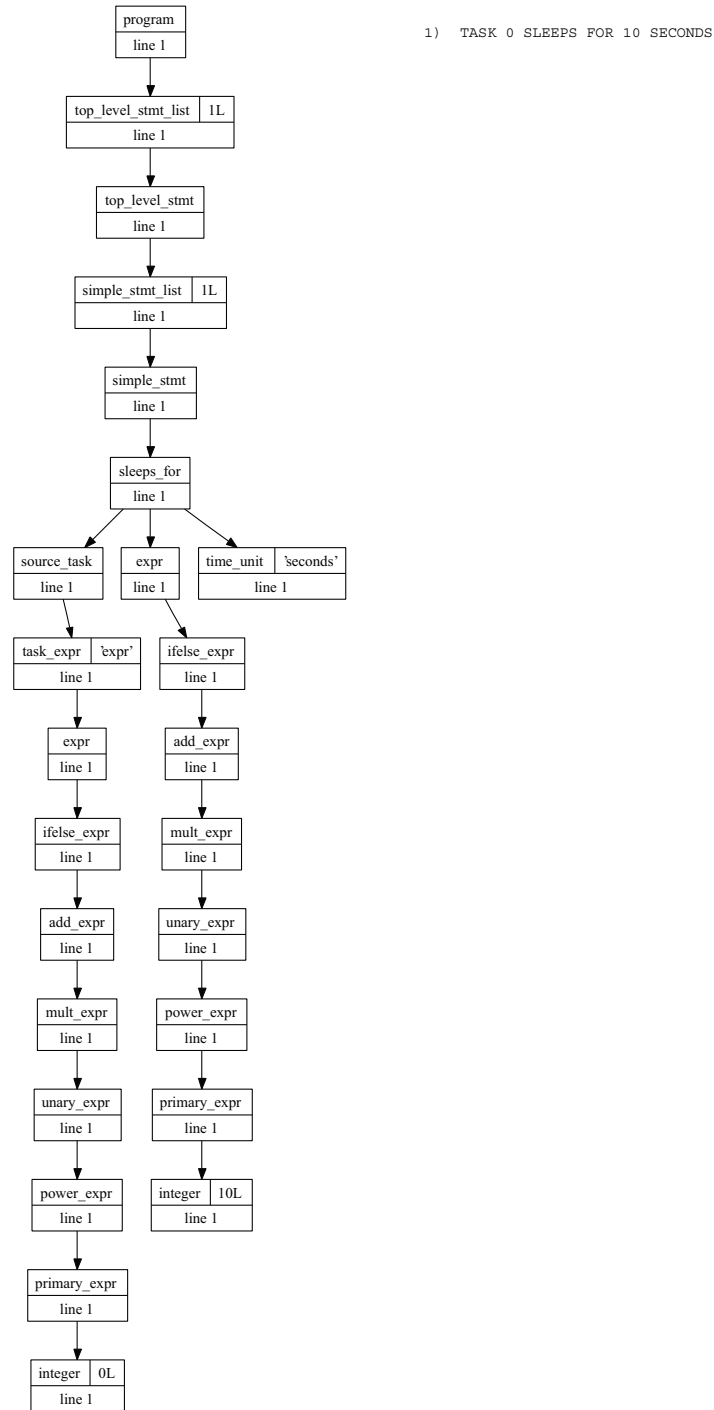 program
1) TASK 0 SLEEPS FOR 10 SECONDS
line 1
top_level_stmt_list 1L
line 1
top_level_stmt
line 1
simple_stmt_list 1L
line 1
simple_stmt
line 1
sleeps_for
line 1
source_task expr time_unit 'seconds'
line 1 line 1 line 1
task_expr 'expr' ifelse_expr
line 1 line 1
expr add_expr
line 1 line 1
ifelse_expr mult_expr
line 1 line 1
add_expr unary_expr
line 1 line 1
mult_expr power_expr
line 1 line 1
unary_expr primary_expr
line 1 line 1
power_expr integer 10L
line 1 line 1
primary_expr
line 1
integer 0L
line 1